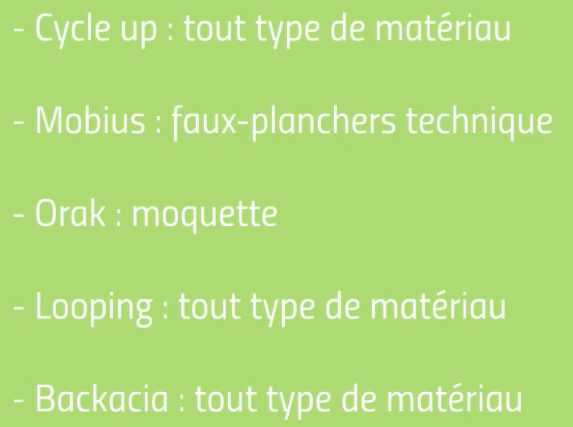 - Cycle up : tout type de matériau
- Mobius : faux-planchers technique
- Orak : moquette
- Looping : tout type de matériau
- Backacia : tout type de matériau